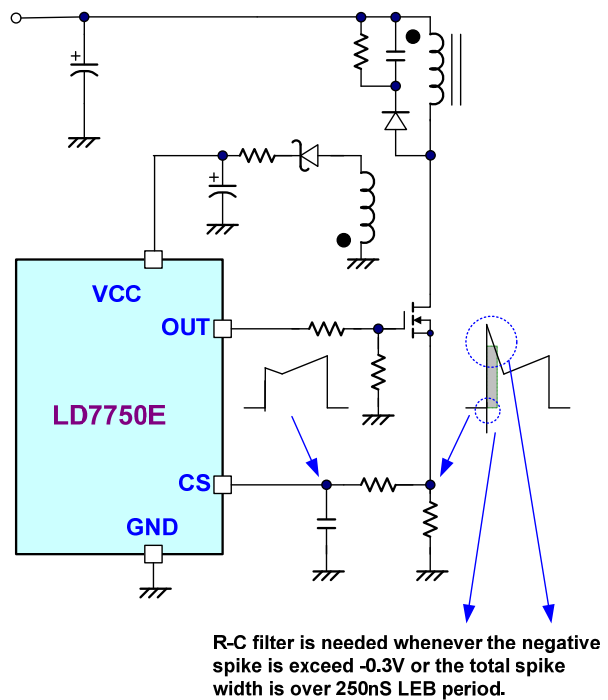 +
+
VCC
OUT
LD7750E
CS
GND
R-C filter is needed whenever the negative
spike is exceed -0.3V or the total spike
width is over 250nS LEB period.